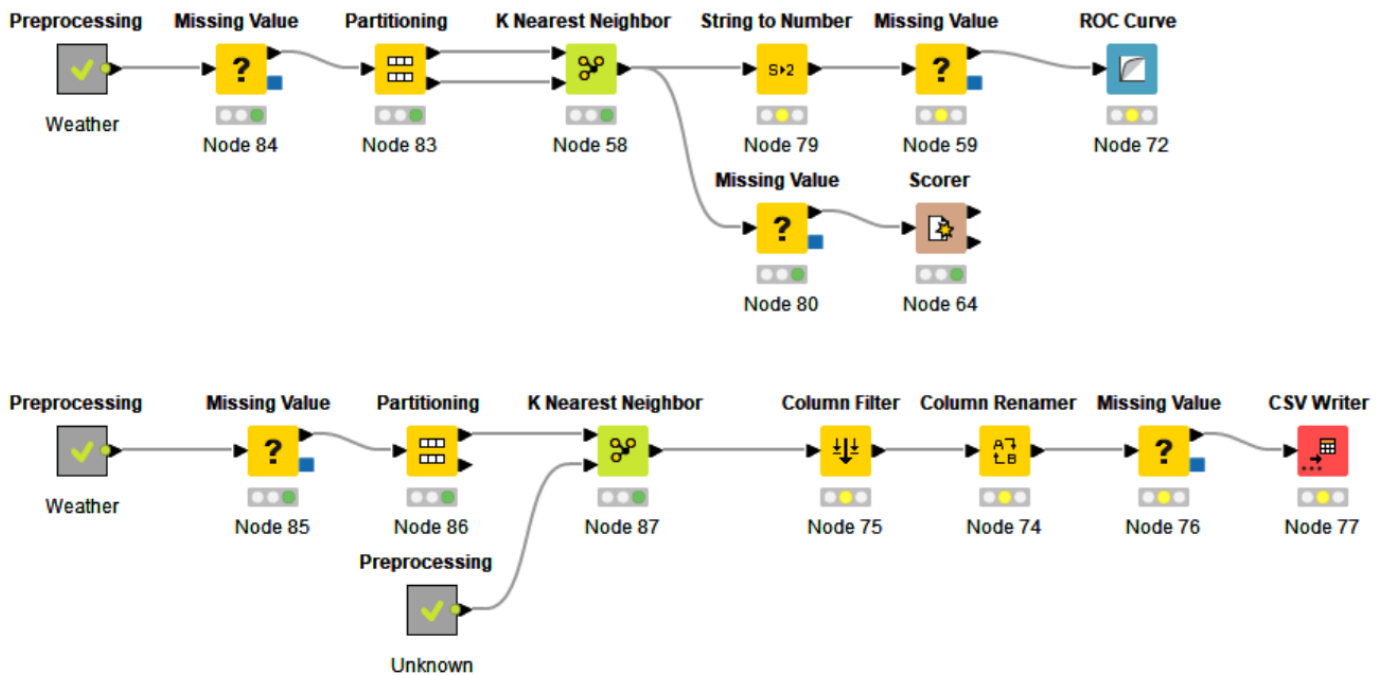 Preprocessing Missing Value Partitioning K Nearest Neighbor String to Number Missing Value ROC Curve
? S▸2 ?
Weather
Node 84 Node 83 Node 58 Node 79 Node 59 Node 72
Missing Value Scorer
?
Node 80 Node 64
Preprocessing Missing Value Partitioning K Nearest Neighbor Column Filter Column Renamer Missing Value CSV Writer
? A B ?
Weather
Node 85 Node 86 Node 87 Node 75 Node 74 Node 76 Node 77
Preprocessing
Unknown